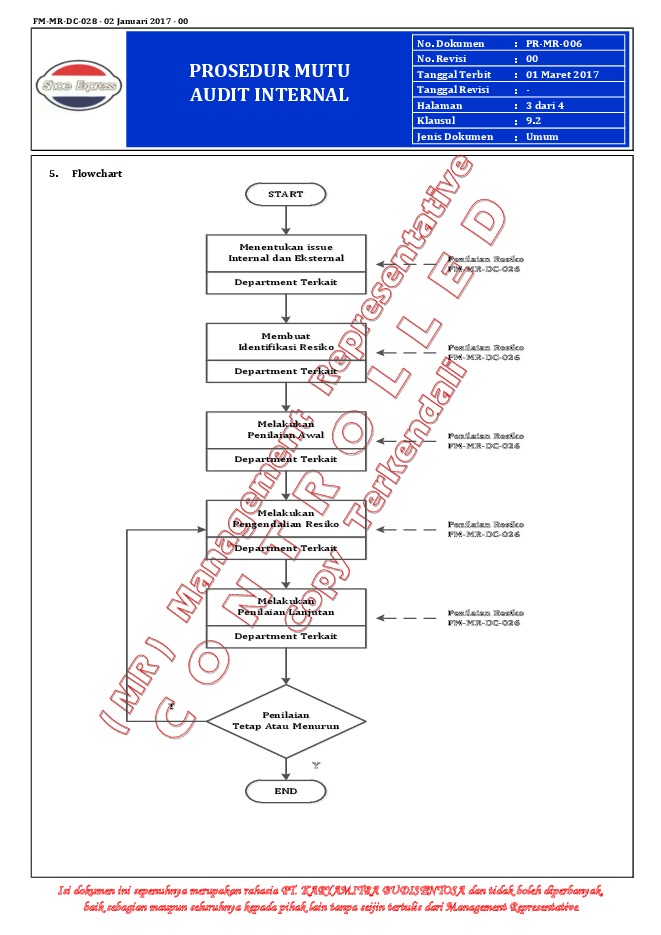 FM-MR-DC-028 - 02 Januari 2017 - 00
Shoe Express
PROSEDUR MUTU
AUDIT INTERNAL
No. Dokumen : PR-MR-006
No. Revisi : 00
Tanggal Terbit : 01 Maret 2017
Tanggal Revisi : -
Halaman : 3 dari 4
Klausul : 9.2
Jenis Dokumen : Umum
5. Flowchart
START
Menentukan issue
Internal dan Eksternal
Department Terkait
Penilaian Resiko
FM-MR-DC-026
Membuat
Identifikasi Resiko
Department Terkait
Penilaian Resiko
FM-MR-DC-026
Melakukan
Penilaian Awal
Department Terkait
Penilaian Resiko
FM-MR-DC-026
Melakukan
Pengendalian Resiko
Department Terkait
Penilaian Resiko
FM-MR-DC-026
Melakukan
Penilaian Lanjutan
Department Terkait
Penilaian Resiko
FM-MR-DC-026
Penilaian
Tetap Atau Menurun
Y
END
(MR) Management Representative
CONTROLLED
Copy Terkendali
Isi dokumen ini sepenuhnya merupakan rahasia PT. KARYAMITRA BUDISENTOSA dan tidak boleh diperbanyak,
baik sebagian maupun seluruhnya kepada pihak lain tanpa seijin tertulis dari Management Representative.